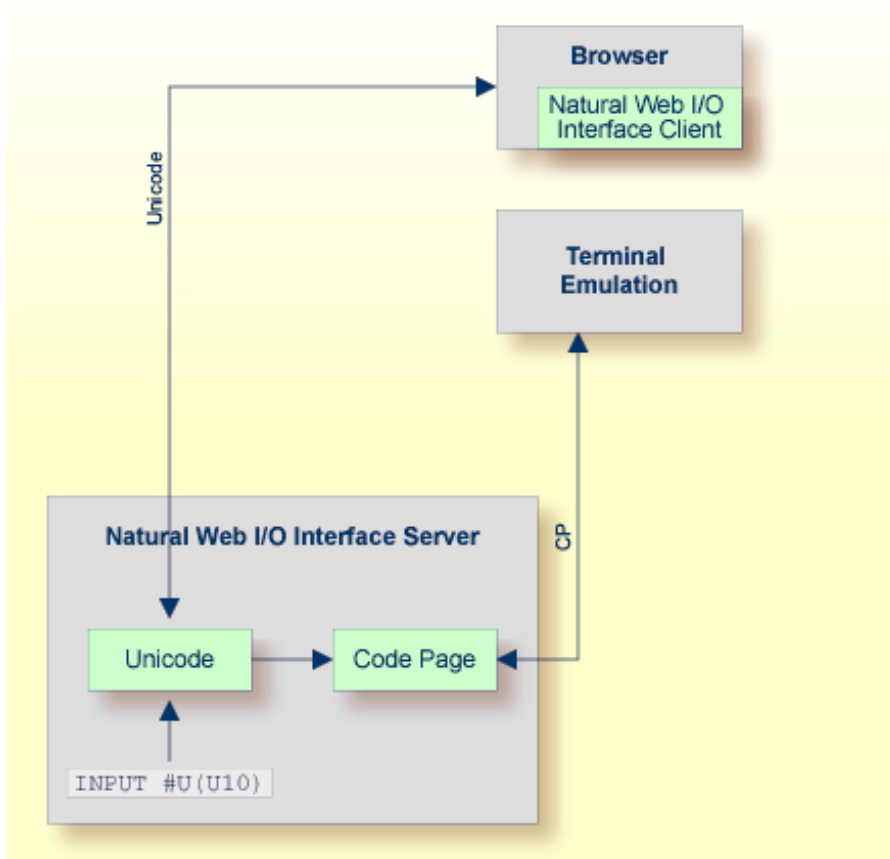 Browser
Natural Web I/O
Interface Client
Unicode
Terminal
Emulation
Natural Web I/O Interface Server
CP
Unicode
Code Page
INPUT #U(U10)